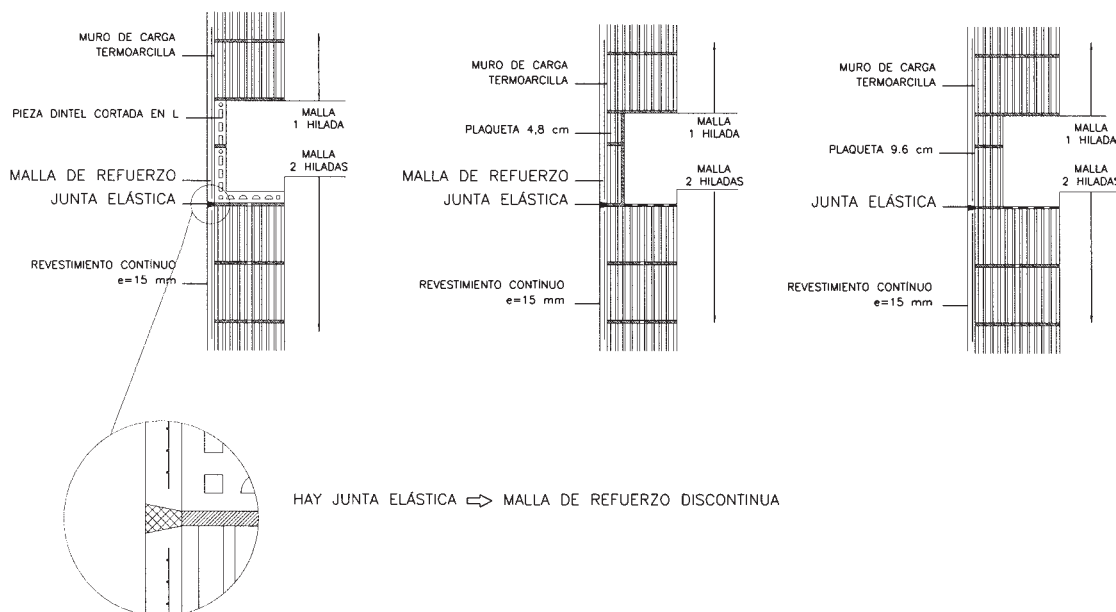 MURO DE CARGA
TERMOARCILLA
PIEZA DINTEL CORTADA EN L
MALLA
1 HILADA
MALLA
2 HILADAS
MALLA DE REFUERZO
JUNTA ELÁSTICA
REVESTIMIENTO CONTÍNUO
e=15 mm
MURO DE CARGA
TERMOARCILLA
PLAQUETA 4,8 cm
MALLA
1 HILADA
MALLA
2 HILADAS
MALLA DE REFUERZO
JUNTA ELÁSTICA
REVESTIMIENTO CONTÍNUO
e=15 mm
MURO DE CARGA
TERMOARCILLA
PLAQUETA 9.6 cm
MALLA
1 HILADA
MALLA
2 HILADAS
JUNTA ELÁSTICA
REVESTIMIENTO CONTÍNUO
e=15 mm
HAY JUNTA ELÁSTICA ⇨ MALLA DE REFUERZO DISCONTINUA